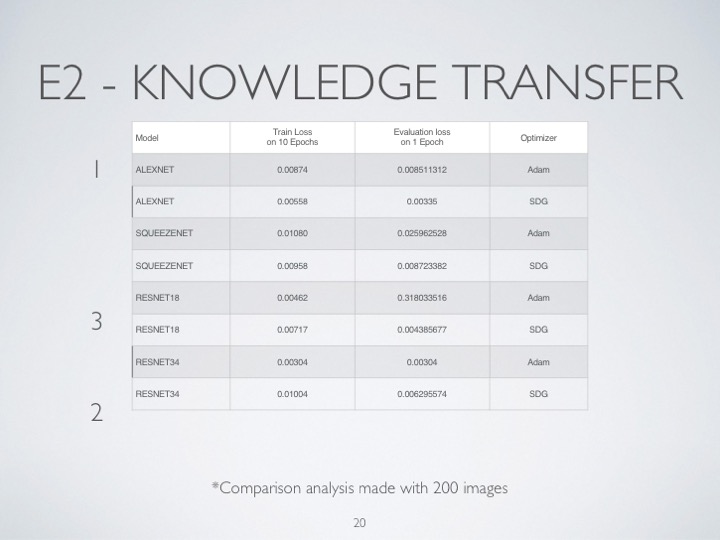 E2 - KNOWLEDGE TRANSFER
Model Train Loss on 10 Epochs Evaluation loss on 1 Epoch Optimizer
1 ALEXNET 0.00874 0.008511312 Adam
ALEXNET 0.00558 0.00335 SDG
SQUEEZENET 0.01080 0.025962528 Adam
SQUEEZENET 0.00958 0.008723382 SDG
RESNET18 0.00462 0.318033516 Adam
3 RESNET18 0.00717 0.004385677 SDG
RESNET34 0.00304 0.00304 Adam
RESNET34 0.01004 0.006295574 SDG
2
*Comparison analysis made with 200 images
20